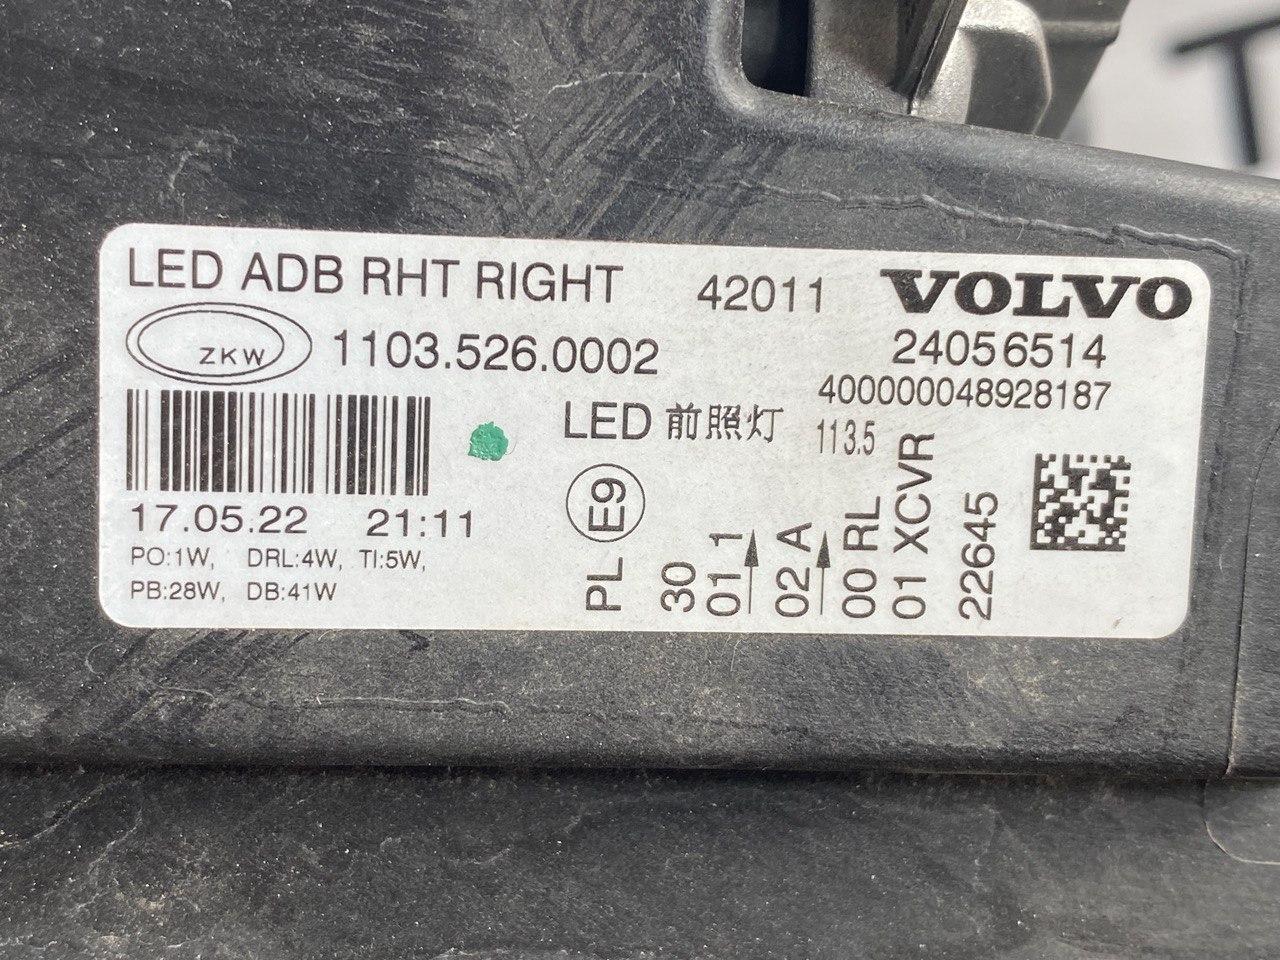 LED ADB RHT RIGHT 42011 VOLVO
ZKW 1103.526.0002 24056514
400000048928187
LED 前照灯 113.5
17.05.22 21:11
PO:1W, DRL:4W, TI:5W,
PB:28W, DB:41W
E9
PL
30
01 1
02 A
00 RL
01 XCVR
22645